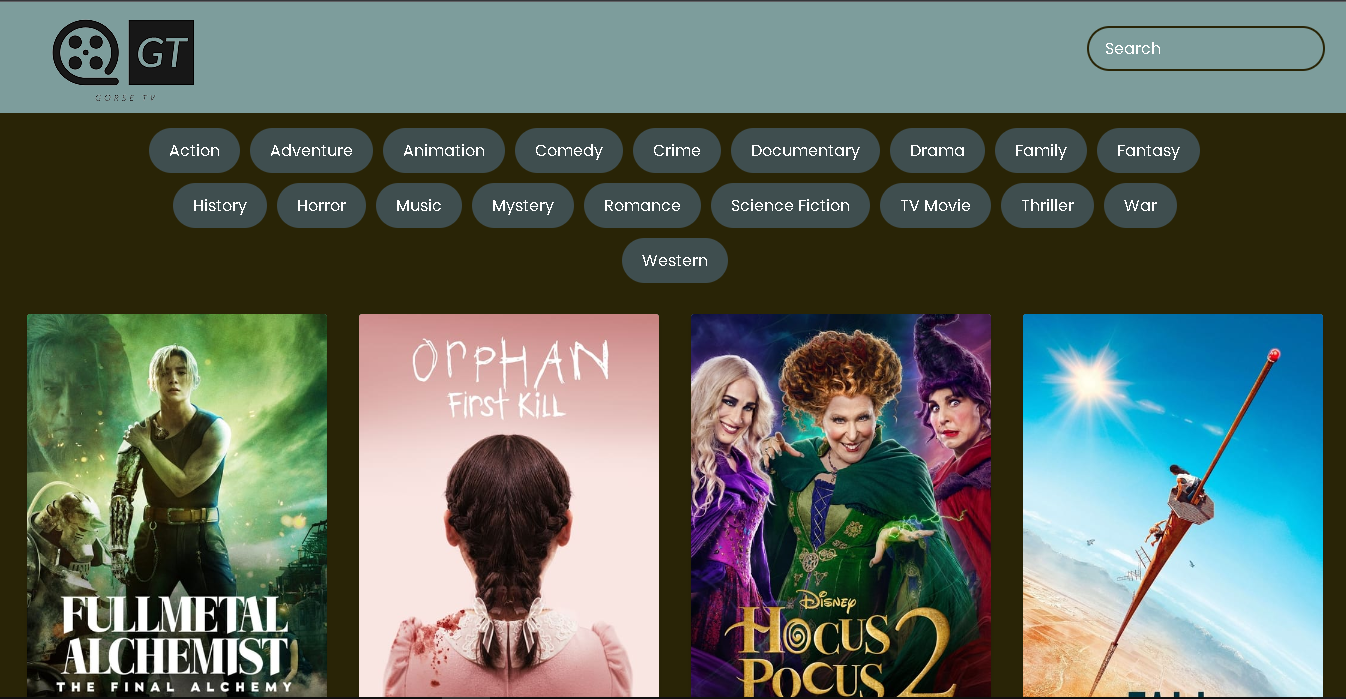 GT
CORSE TV
Search
Action Adventure Animation Comedy Crime Documentary Drama Family Fantasy
History Horror Music Mystery Romance Science Fiction TV Movie Thriller War
Western
FULLMETAL
ALCHEMIST
THE FINAL ALCHEMY
ORPHAN
First Kill
Disney
HOCUS
POCUS 2